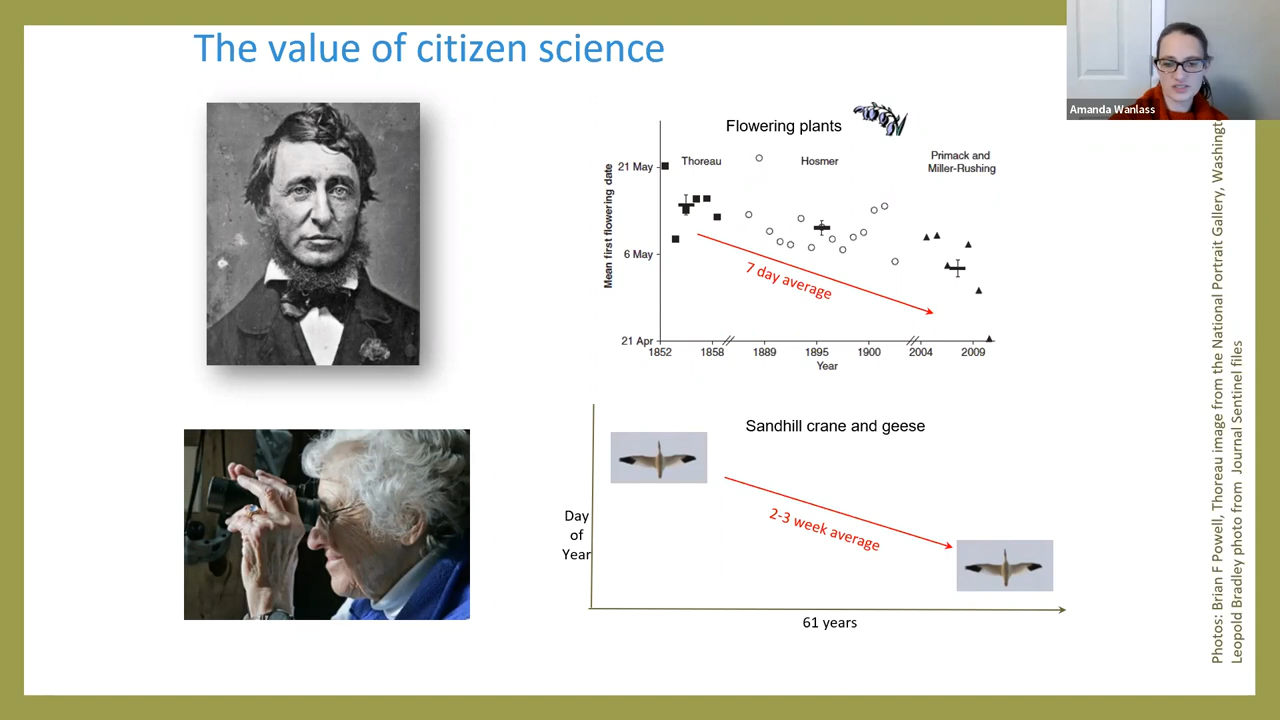 The value of citizen science
Amanda Wanlass
Flowering plants
Thoreau
Hosmer
Primack and
Miller-Rushing
Mean first flowering date
21 May
6 May
21 Apr
7 day average
1852
1858
1889
1895
1900
2004
2009
Year
Sandhill crane and geese
Day
of
Year
2-3 week average
61 years
Photos: Brian F Powell, Thoreau image from the National Portrait Gallery,
Leopold Bradley photo from Journal Sentinel files